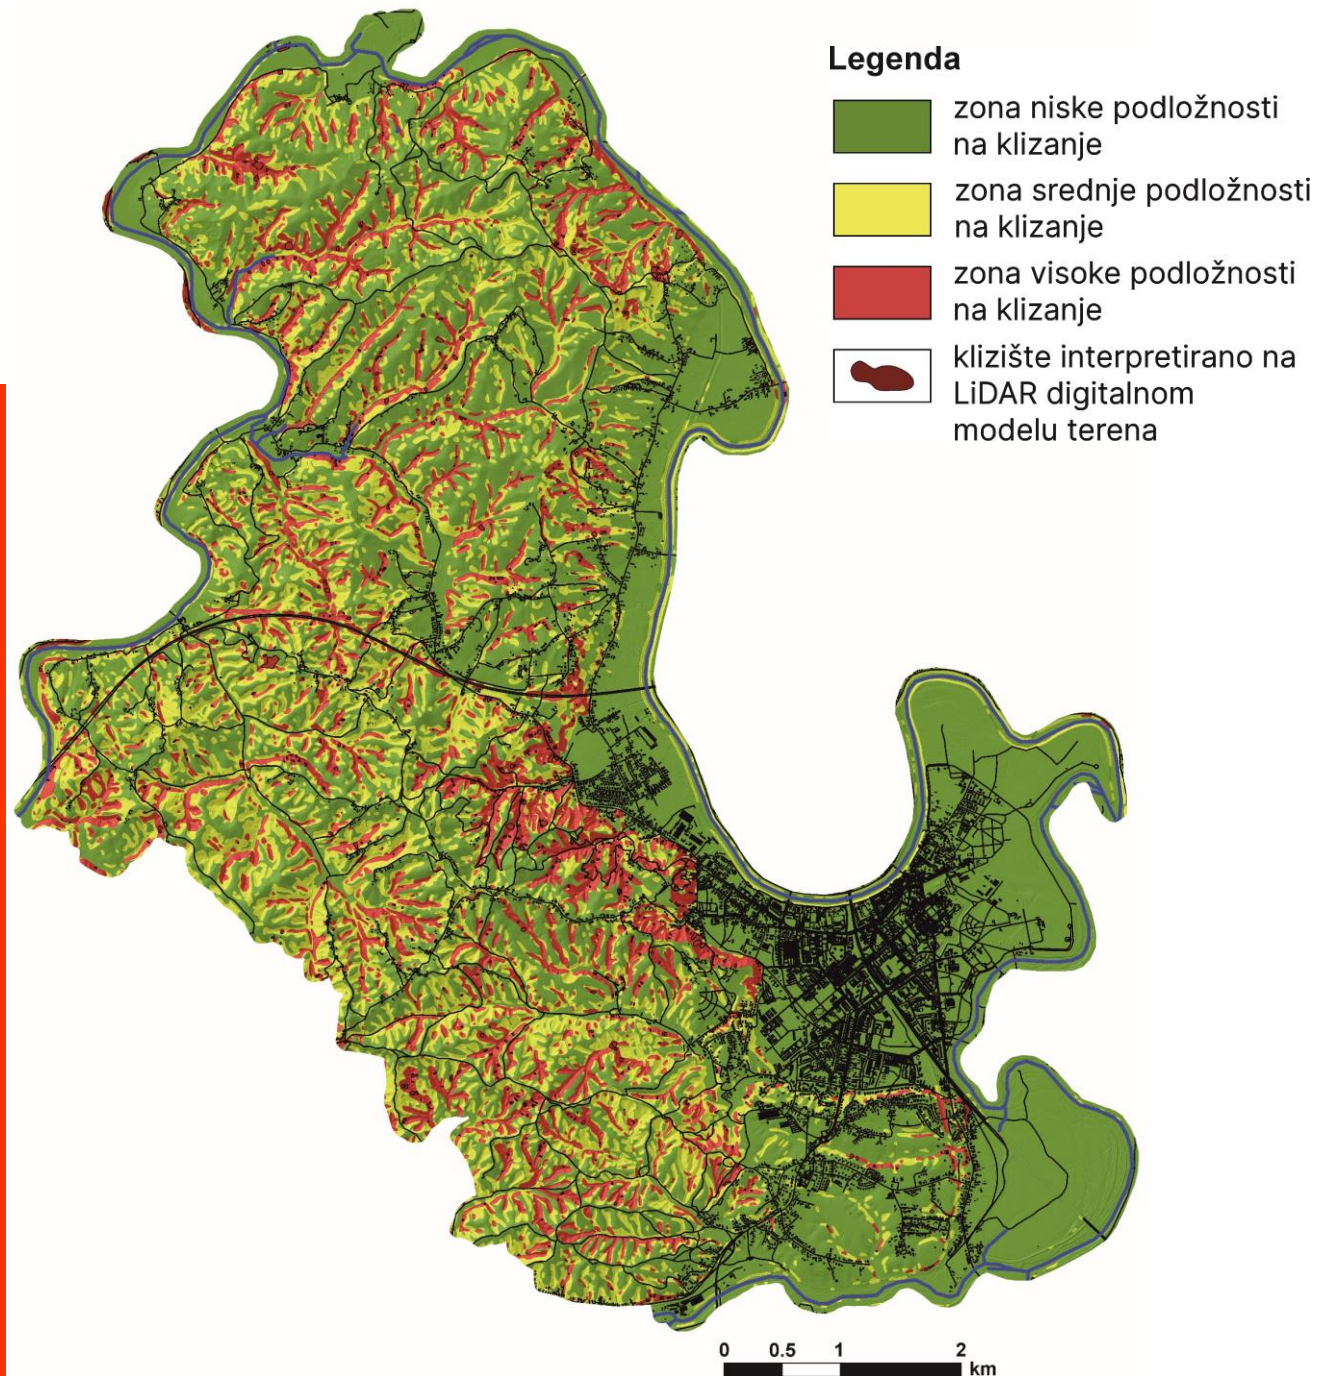 Legenda
zona niske podložnosti
na klizanje
zona srednje podložnosti
na klizanje
zona visoke podložnosti
na klizanje
klizište interpretirano na
LiDAR digitalnom
modelu terena
0 0.5 1 2
km